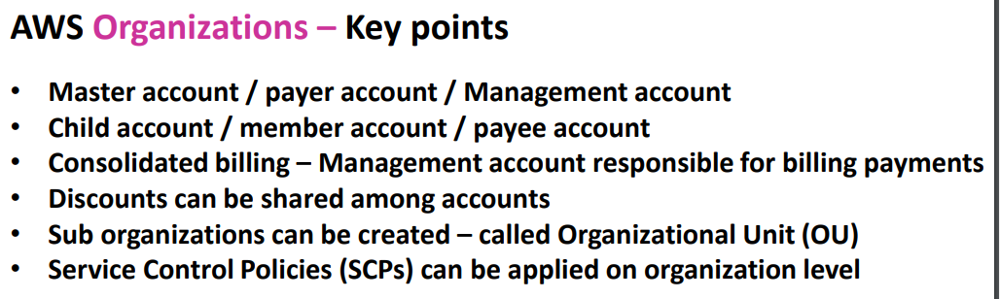 AWS Organizations – Key points
• Master account / payer account / Management account
• Child account / member account / payee account
• Consolidated billing – Management account responsible for billing payments
• Discounts can be shared among accounts
• Sub organizations can be created – called Organizational Unit (OU)
• Service Control Policies (SCPs) can be applied on organization level